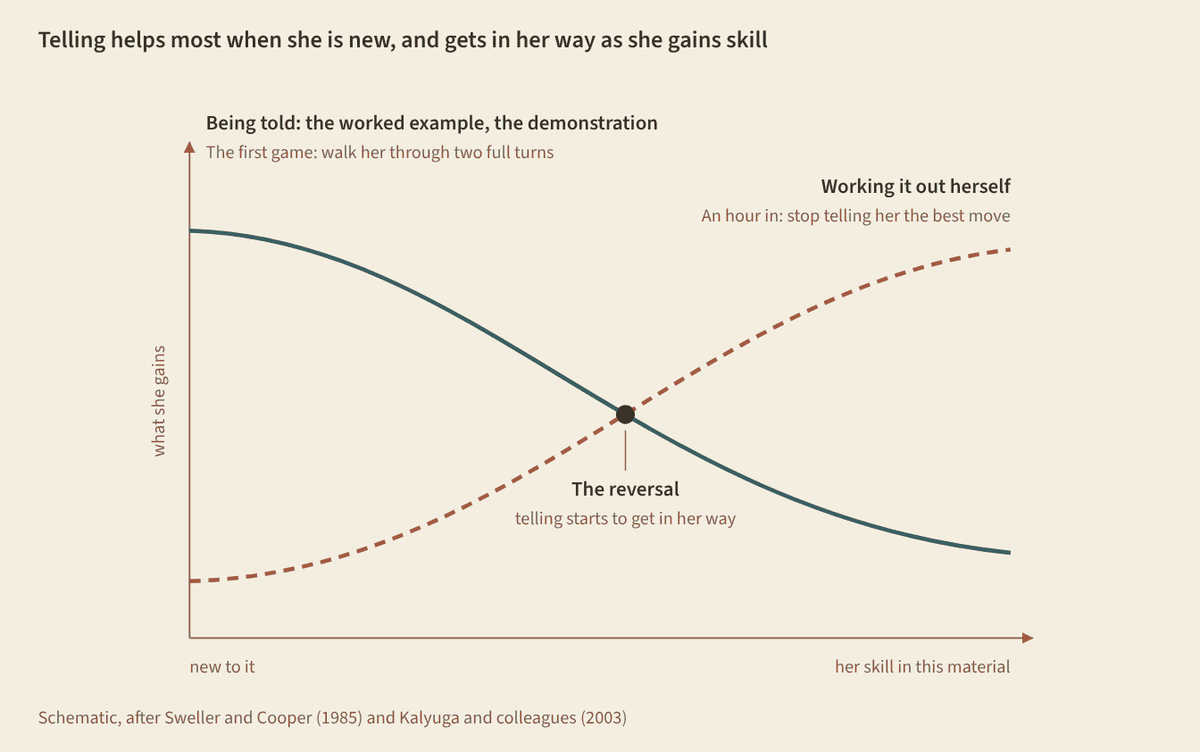 Telling helps most when she is new, and gets in her way as she gains skill
Being told: the worked example, the demonstration
The first game: walk her through two full turns
Working it out herself
An hour in: stop telling her the best move
what she gains
The reversal
telling starts to get in her way
new to it
her skill in this material
Schematic, after Sweller and Cooper (1985) and Kalyuga and colleagues (2003)